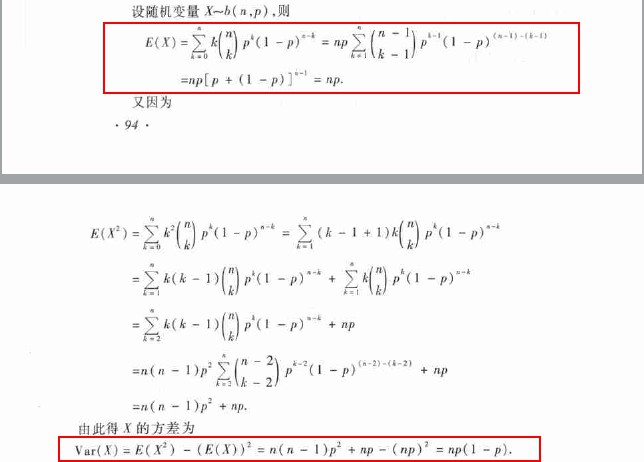 设随机变量 X~b(n,p),则
E(X) = \sum_{k=0}^{n} k \binom{n}{k} p^k (1 - p)^{n-k} = np \sum_{k=1}^{n} \binom{n - 1}{k - 1} p^{k-1} (1 - p)^{(n-1)-(k-1)}
=np[p + (1 - p)]^{n-1} = np.
又因为
· 94 ·
E(X^2) = \sum_{k=0}^{n} k^2 \binom{n}{k} p^k (1 - p)^{n-k} = \sum_{k=1}^{n} (k - 1 + 1) k \binom{n}{k} p^k (1 - p)^{n-k}
= \sum_{k=1}^{n} k(k - 1) \binom{n}{k} p^k (1 - p)^{n-k} + \sum_{k=1}^{n} k \binom{n}{k} p^k (1 - p)^{n-k}
= \sum_{k=2}^{n} k(k - 1) \binom{n}{k} p^k (1 - p)^{n-k} + np
=n(n - 1)p^2 \sum_{k=2}^{n} \binom{n - 2}{k - 2} p^{k-2} (1 - p)^{(n-2)-(k-2)} + np
=n(n - 1)p^2 + np.
由此得 X 的方差为
Var(X) = E(X^2) - (E(X))^2 = n(n - 1)p^2 + np - (np)^2 = np(1 - p).